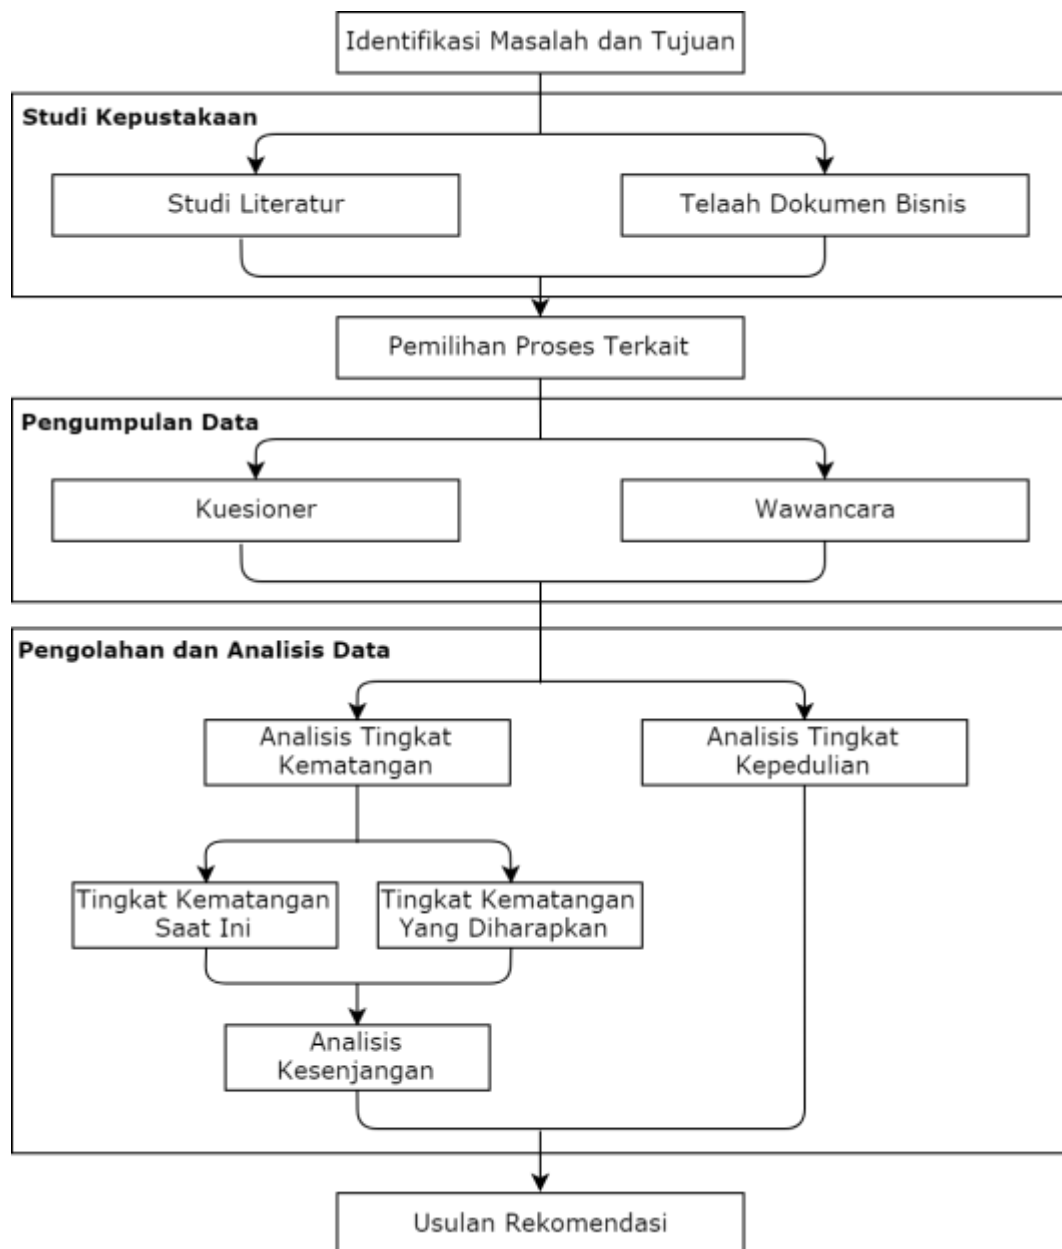 Identifikasi Masalah dan Tujuan
Studi Kepustakaan
Studi Literatur
Telaah Dokumen Bisnis
Pemilihan Proses Terkait
Pengumpulan Data
Kuesioner
Wawancara
Pengolahan dan Analisis Data
Analisis Tingkat
Kematangan
Analisis Tingkat
Kepedulian
Tingkat Kematangan
Saat Ini
Tingkat Kematangan
Yang Diharapkan
Analisis
Kesenjangan
Usulan Rekomendasi